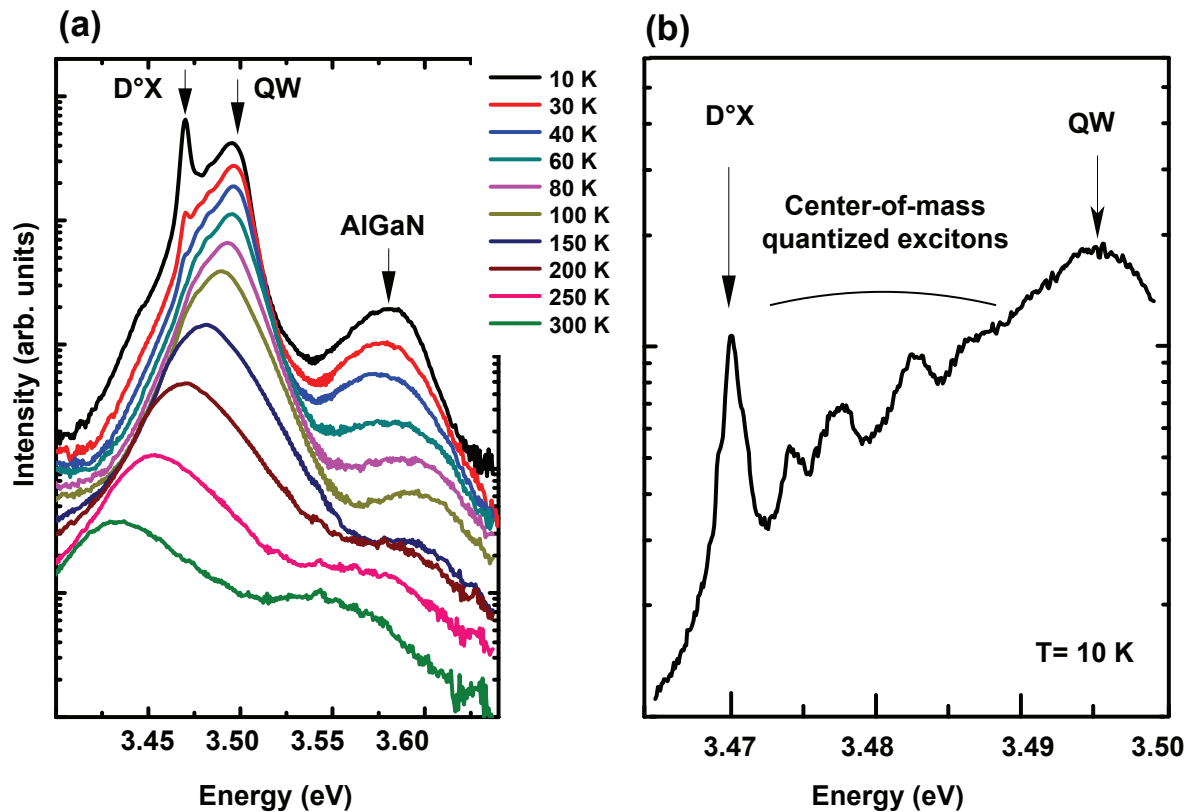 (a)
D°X
QW
AlGaN
10 K
30 K
40 K
60 K
80 K
100 K
150 K
200 K
250 K
300 K
Intensity (arb. units)
3.45
3.50
3.55
3.60
Energy (eV)
(b)
D°X
QW
Center-of-mass
quantized excitons
T= 10 K
3.47
3.48
3.49
3.50
Energy (eV)